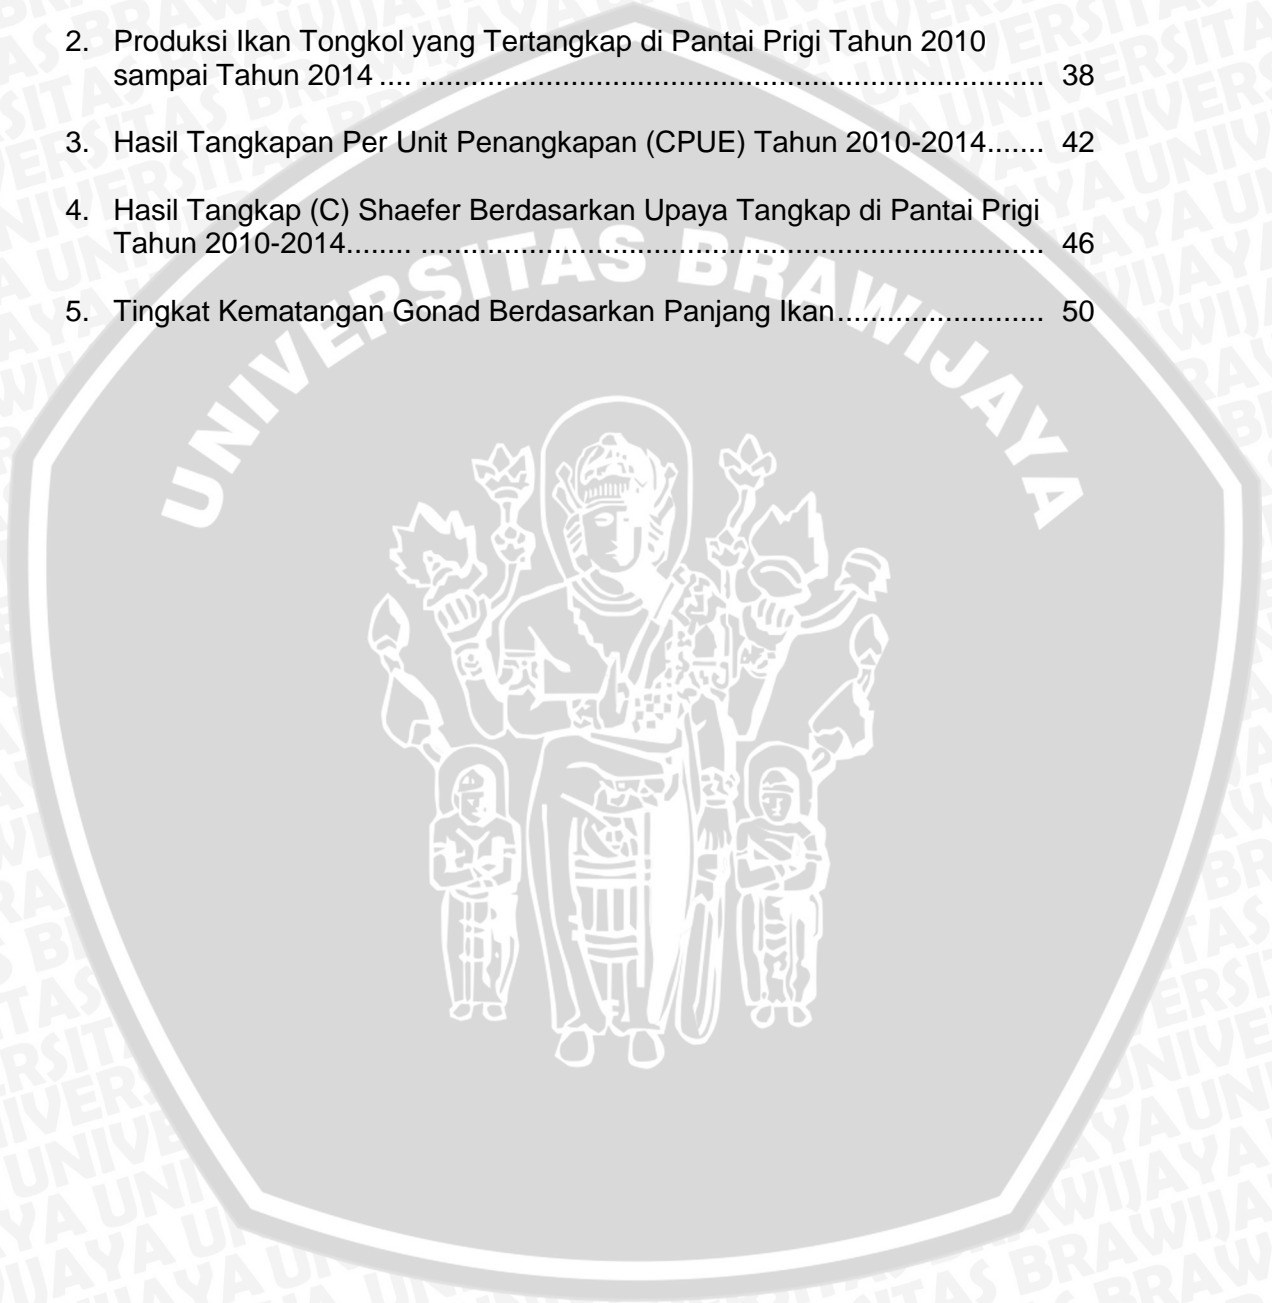 2. Produksi Ikan Tongkol yang Tertangkap di Pantai Prigi Tahun 2010
sampai Tahun 2014 .... ........................................................................... 38
3. Hasil Tangkapan Per Unit Penangkapan (CPUE) Tahun 2010-2014....... 42
4. Hasil Tangkap (C) Shaefer Berdasarkan Upaya Tangkap di Pantai Prigi
Tahun 2010-2014........ ........................................................................... 46
5. Tingkat Kematangan Gonad Berdasarkan Panjang Ikan......................... 50
UNIVERSITAS BRAWIJAYA